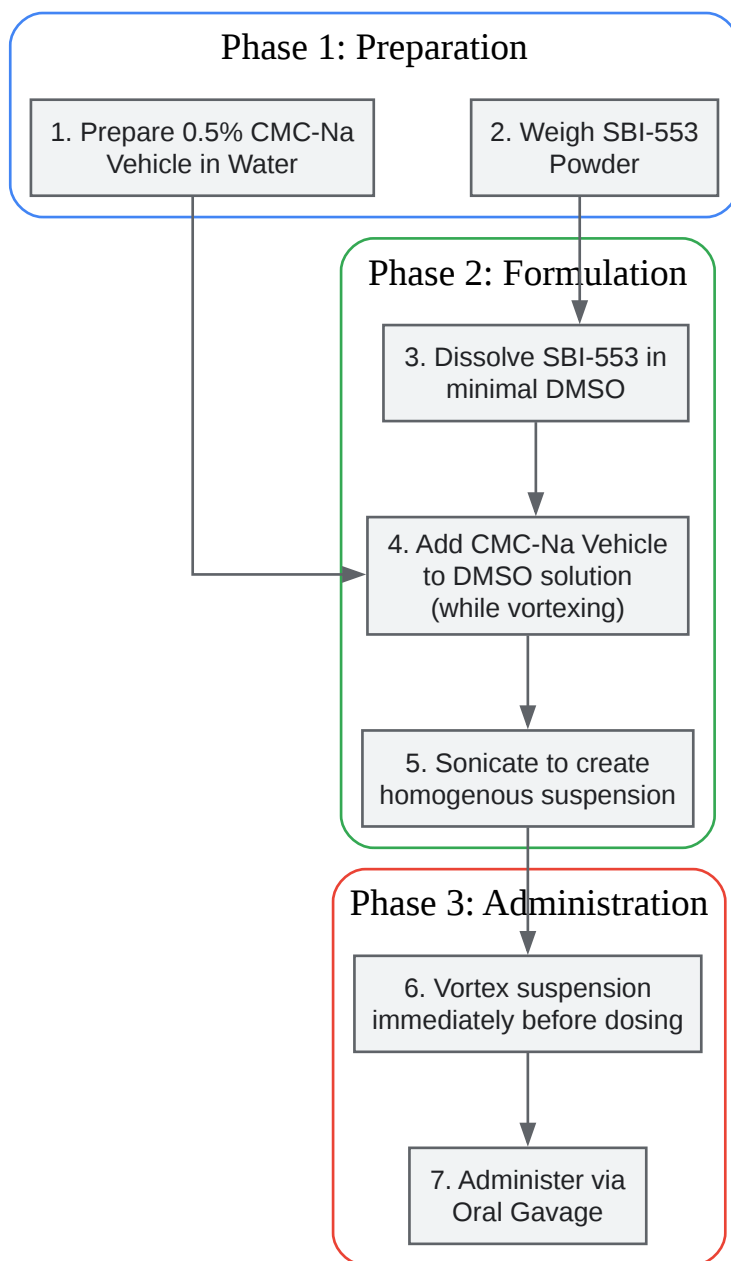 Phase 1: Preparation
1. Prepare 0.5% CMC-Na
Vehicle in Water
2. Weigh SBI-553
Powder
Phase 2: Formulation
3. Dissolve SBI-553 in
minimal DMSO
4. Add CMC-Na Vehicle
to DMSO solution
(while vortexing)
5. Sonicate to create
homogenous suspension
Phase 3: Administration
6. Vortex suspension
immediately before dosing
7. Administer via
Oral Gavage